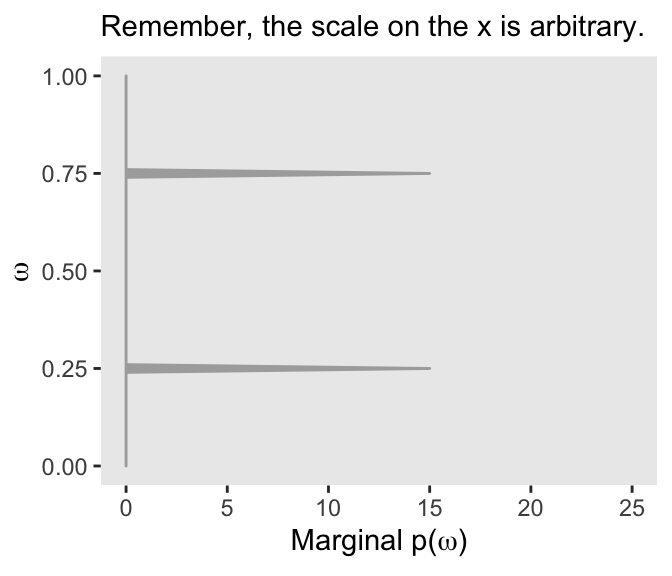 Remember, the scale on the x is arbitrary.
1.00
0.75
ω
0.50
0.25
0.00
0 5 10 15 20 25
Marginal p(ω)